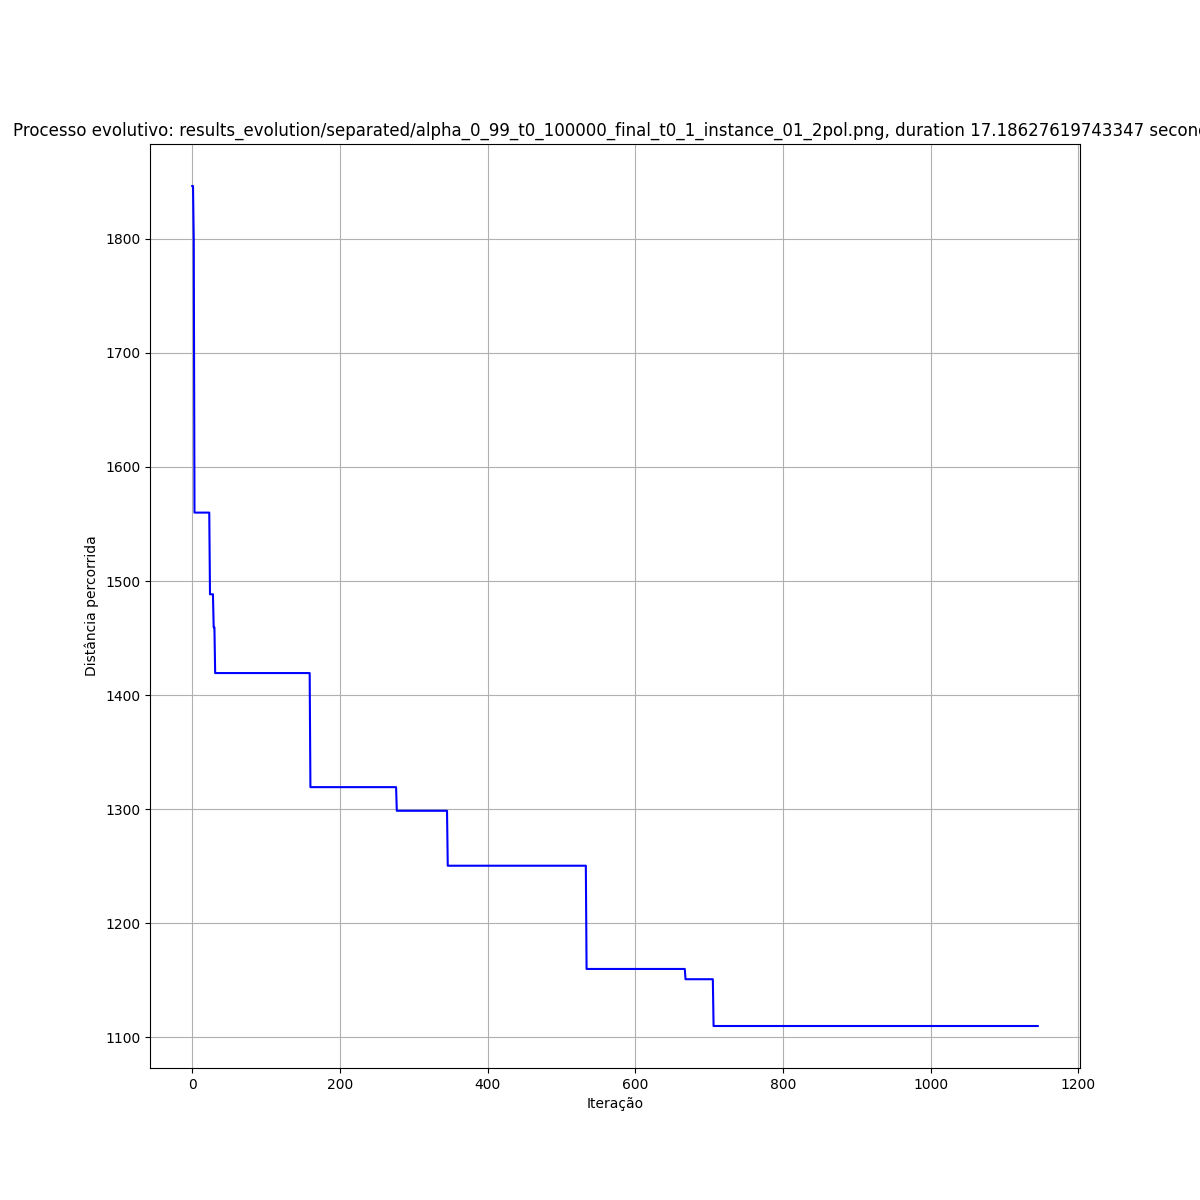 Processo evolutivo: results_evolution/separated/alpha_0_99_t0_100000_final_t0_1_instance_01_2pol.png, duration 17.18627619743347
1800
1700
1600
1500
1400
1300
1200
1100
Distância percorrida
0 200 400 600 800 1000 1200
Iteração